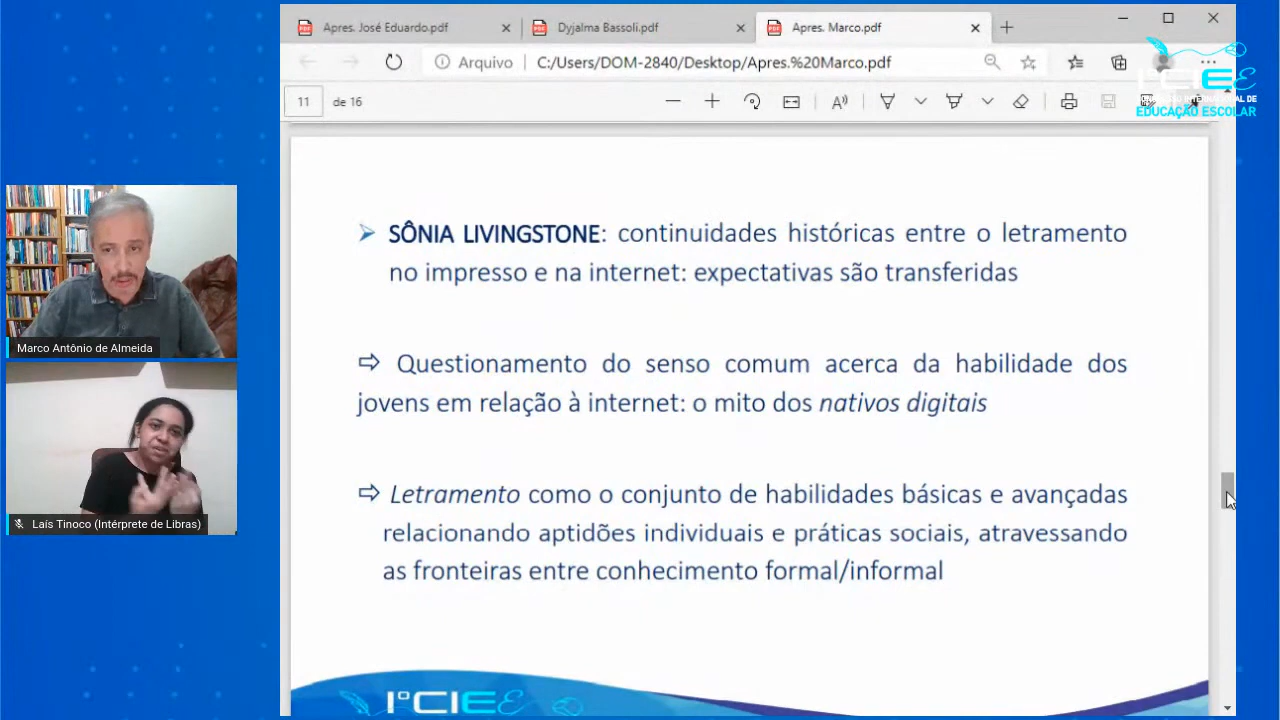 Apres. José Eduardo.pdf
Dyjalma Bassoli.pdf
Apres. Marco.pdf
Arquivo
C:/Users/DOM-2840/Desktop/Apres.%20Marco.pdf
11 de 16
EDUCAÇÃO ESCOLAR
SÔNIA LIVINGSTONE: continuidades históricas entre o letramento
no impresso e na internet: expectativas são transferidas
Questionamento do senso comum acerca da habilidade dos
jovens em relação à internet: o mito dos nativos digitais
Letramento como o conjunto de habilidades básicas e avançadas
relacionando aptidões individuais e práticas sociais, atravessando
as fronteiras entre conhecimento formal/informal
Marco Antônio de Almeida
Laís Tinoco (Intérprete de Libras)
1º CIEE